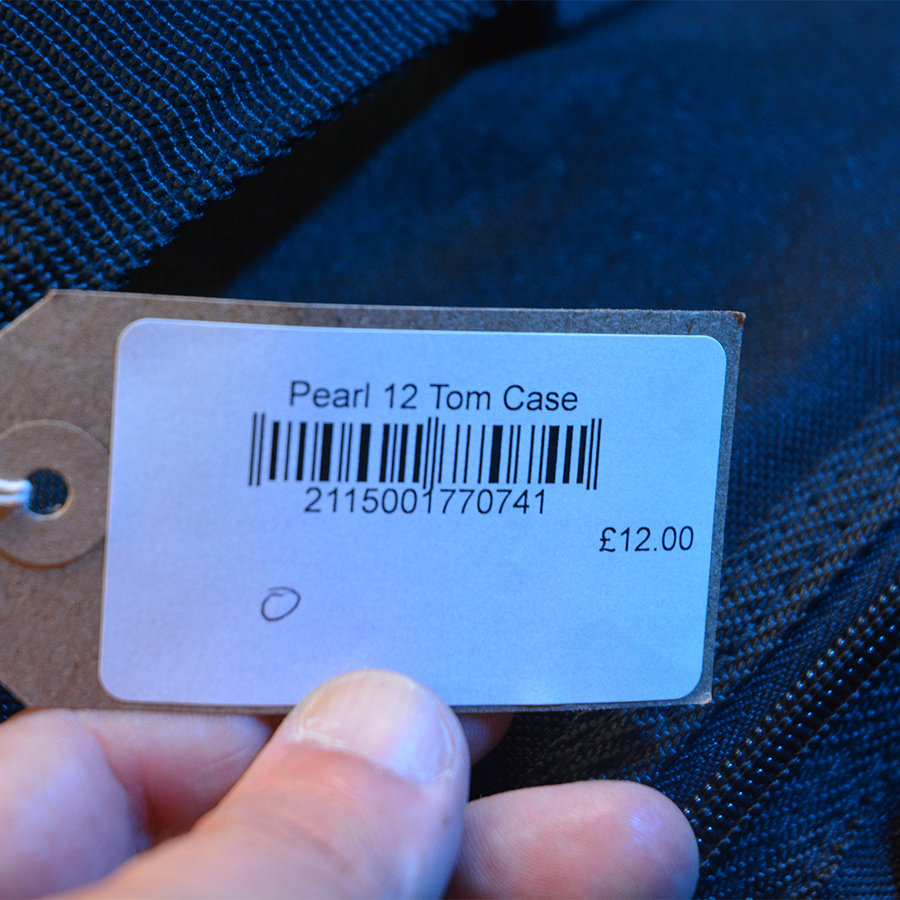 Pearl 12 Tom Case
2115001770741
£12.00
O